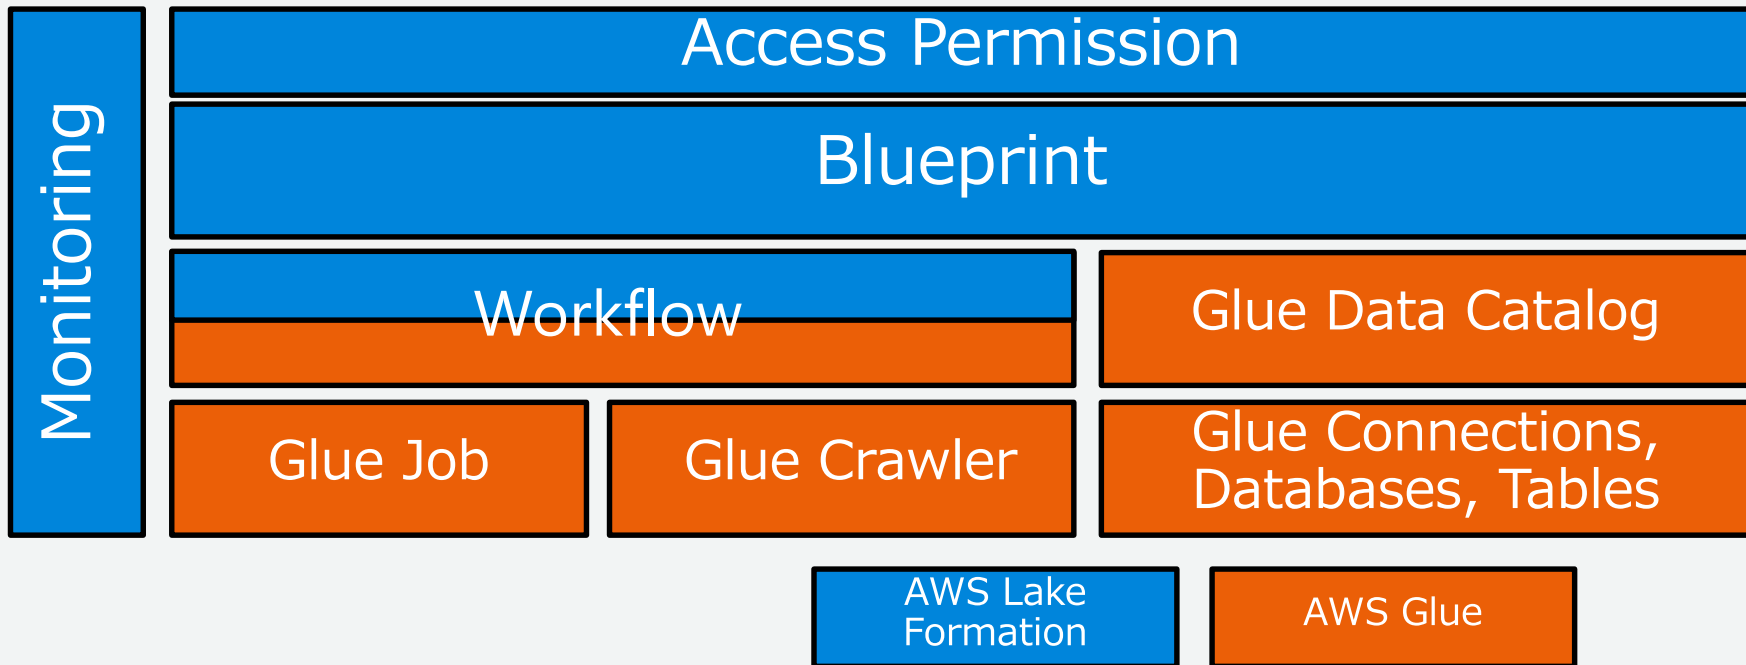 Monitoring
Access Permission
Blueprint
Workflow
Glue Data Catalog
Glue Job
Glue Crawler
Glue Connections,
Databases, Tables
AWS Lake
Formation
AWS Glue